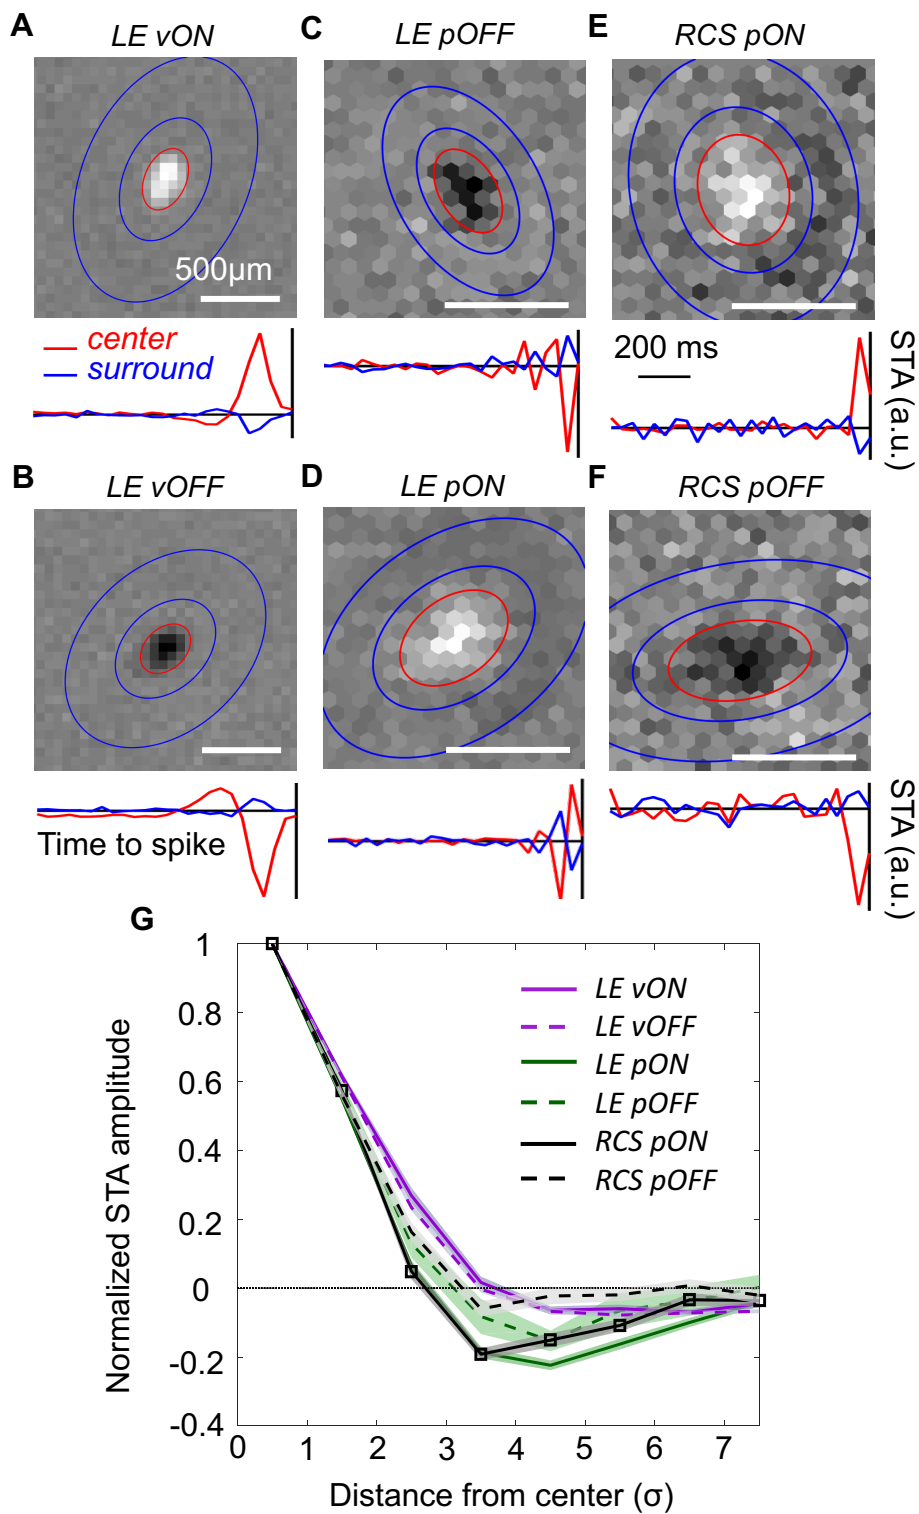 A
LE vON
500µm
center
surround
C
LE pOFF
E
RCS pON
200 ms
STA (a.u.)
B
LE vOFF
Time to spike
D
LE pON
F
RCS pOFF
STA (a.u.)
G
Normalized STA amplitude
1
0.8
0.6
0.4
0.2
0
-0.2
-0.4
LE vON
LE vOFF
LE pON
LE pOFF
RCS pON
RCS pOFF
0 1 2 3 4 5 6 7
Distance from center (σ)